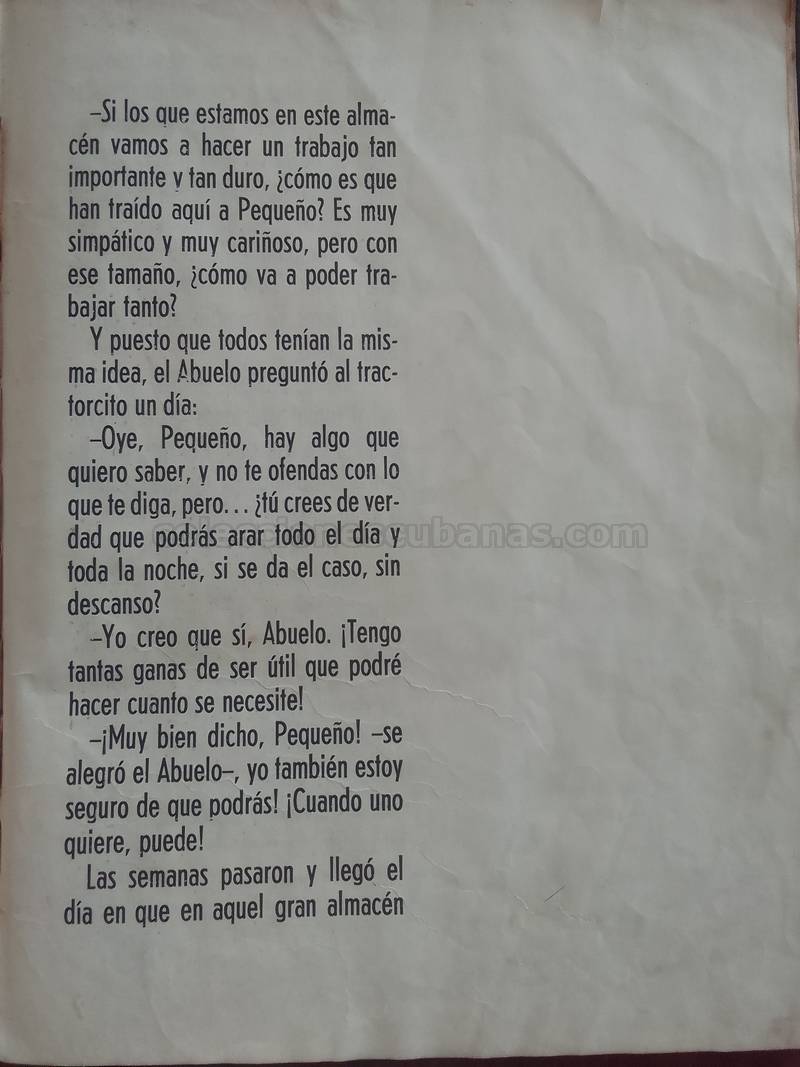 –Si los que estamos en este alma-
cén vamos a hacer un trabajo tan
importante y tan duro, ¿cómo es que
han traído aquí a Pequeño? Es muy
simpático y muy cariñoso, pero con
ese tamaño, ¿cómo va a poder tra-
bajar tanto?
Y puesto que todos tenían la mis-
ma idea, el Abuelo preguntó al trac-
torcito un día:
–Oye, Pequeño, hay algo que
quiero saber, y no te ofendas con lo
que te diga, pero... ¿tú crees de ver-
dad que podrás arar todo el día y
toda la noche, si se da el caso, sin
descanso?
–Yo creo que sí, Abuelo. ¡Tengo
tantas ganas de ser útil que podré
hacer cuanto se necesite!
–¡Muy bien dicho, Pequeño! –se
alegró el Abuelo–, yo también estoy
seguro de que podrás! ¡Cuando uno
quiere, puede!
Las semanas pasaron y llegó el
día en que en aquel gran almacén